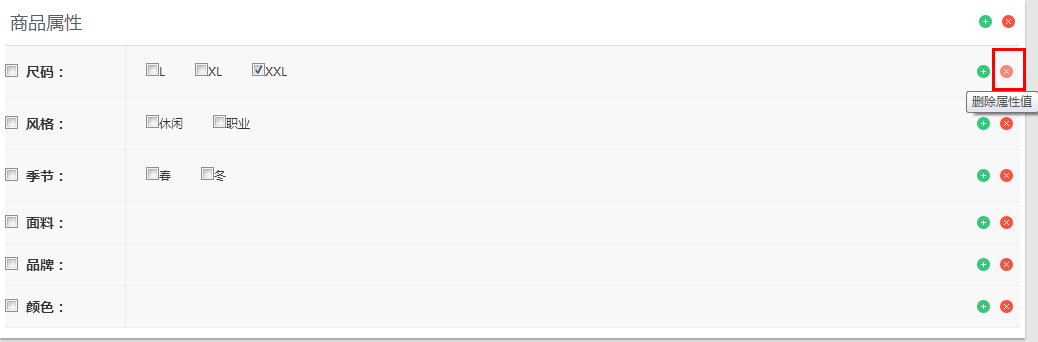 商品属性
尺码： L XL XXL
删除属性值
风格： 休闲 职业
季节： 春 冬
面料：
品牌：
颜色：